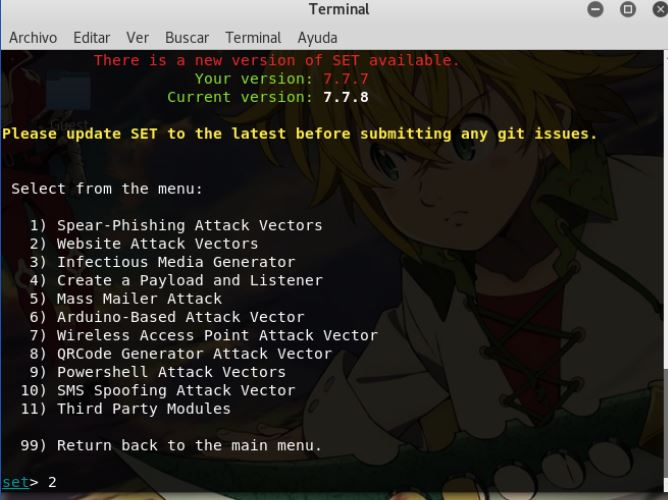 Terminal
Archivo Editar Ver Buscar Terminal Ayuda
There is a new version of SET available.
Your version: 7.7.7
Current version: 7.7.8
Please update SET to the latest before submitting any git issues.
Select from the menu:
1) Spear-Phishing Attack Vectors
2) Website Attack Vectors
3) Infectious Media Generator
4) Create a Payload and Listener
5) Mass Mailer Attack
6) Arduino-Based Attack Vector
7) Wireless Access Point Attack Vector
8) QRCode Generator Attack Vector
9) Powershell Attack Vectors
10) SMS Spoofing Attack Vector
11) Third Party Modules
99) Return back to the main menu.
set> 2